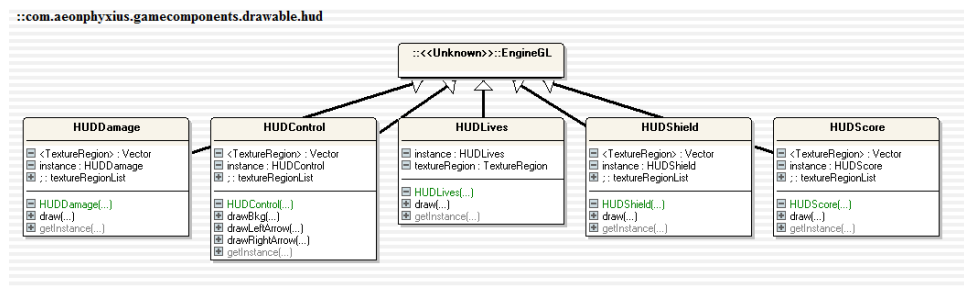 ::com.aeonphyxius.gamecomponents.drawable.hud
::<<Unknown>>::EngineGL
HUDDamage
<TextureRegion> : Vector
instance : HUDDamage
; : textureRegionList
HUDDamage(...)
draw(...)
getInstance(...)
HUDControl
<TextureRegion> : Vector
instance : HUDControl
; : textureRegionList
HUDControl(...)
drawBkg(...)
drawLeftArrow(...)
drawRightArrow(...)
getInstance(...)
HUDLives
instance : HUDLives
textureRegion : TextureRegion
HUDLives(...)
draw(...)
getInstance(...)
HUDShield
<TextureRegion> : Vector
instance : HUDShield
; : textureRegionList
HUDShield(...)
draw(...)
getInstance(...)
HUDScore
<TextureRegion> : Vector
instance : HUDScore
; : textureRegionList
HUDScore(...)
draw(...)
getInstance(...)